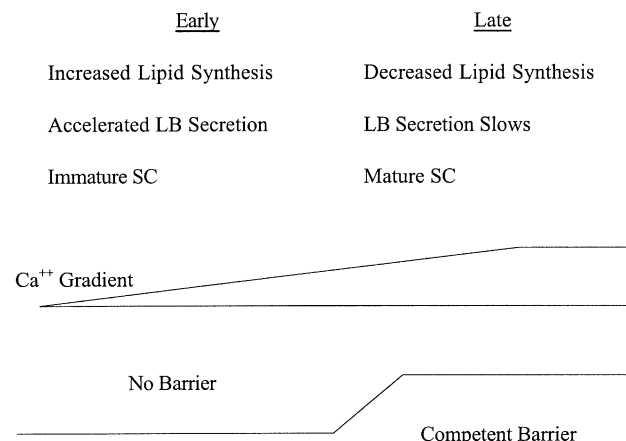 Early Late
Increased Lipid Synthesis Decreased Lipid Synthesis
Accelerated LB Secretion LB Secretion Slows
Immature SC Mature SC
Ca++ Gradient
No Barrier
Competent Barrier